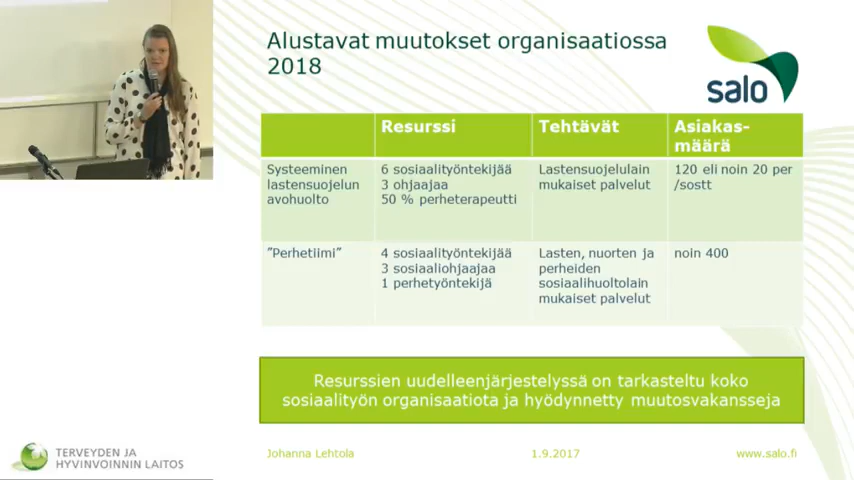 Alustavat muutokset organisaatiossa
2018
salo
Resurssi
Tehtävät
Asiakas-
määrä
Systeeminen
lastensuojelun
avohuolto
6 sosiaalityöntekijää
3 ohjaajaa
50 % perheterapeutti
Lastensuojelulain
mukaiset palvelut
120 eli noin 20 per
/sostt
”Perhetiimi”
4 sosiaalityöntekijää
3 sosiaaliohjaajaa
1 perhetyöntekijä
Lasten, nuorten ja
perheiden
sosiaalihuoltolain
mukaiset palvelut
noin 400
Resurssien uudelleenjärjestelyssä on tarkasteltu koko
sosiaalityön organisaatiota ja hyödynnetty muutosvakansseja
TERVEYDEN JA
HYVINVOINNIN LAITOS
Johanna Lehtola
1.9.2017
www.salo.fi